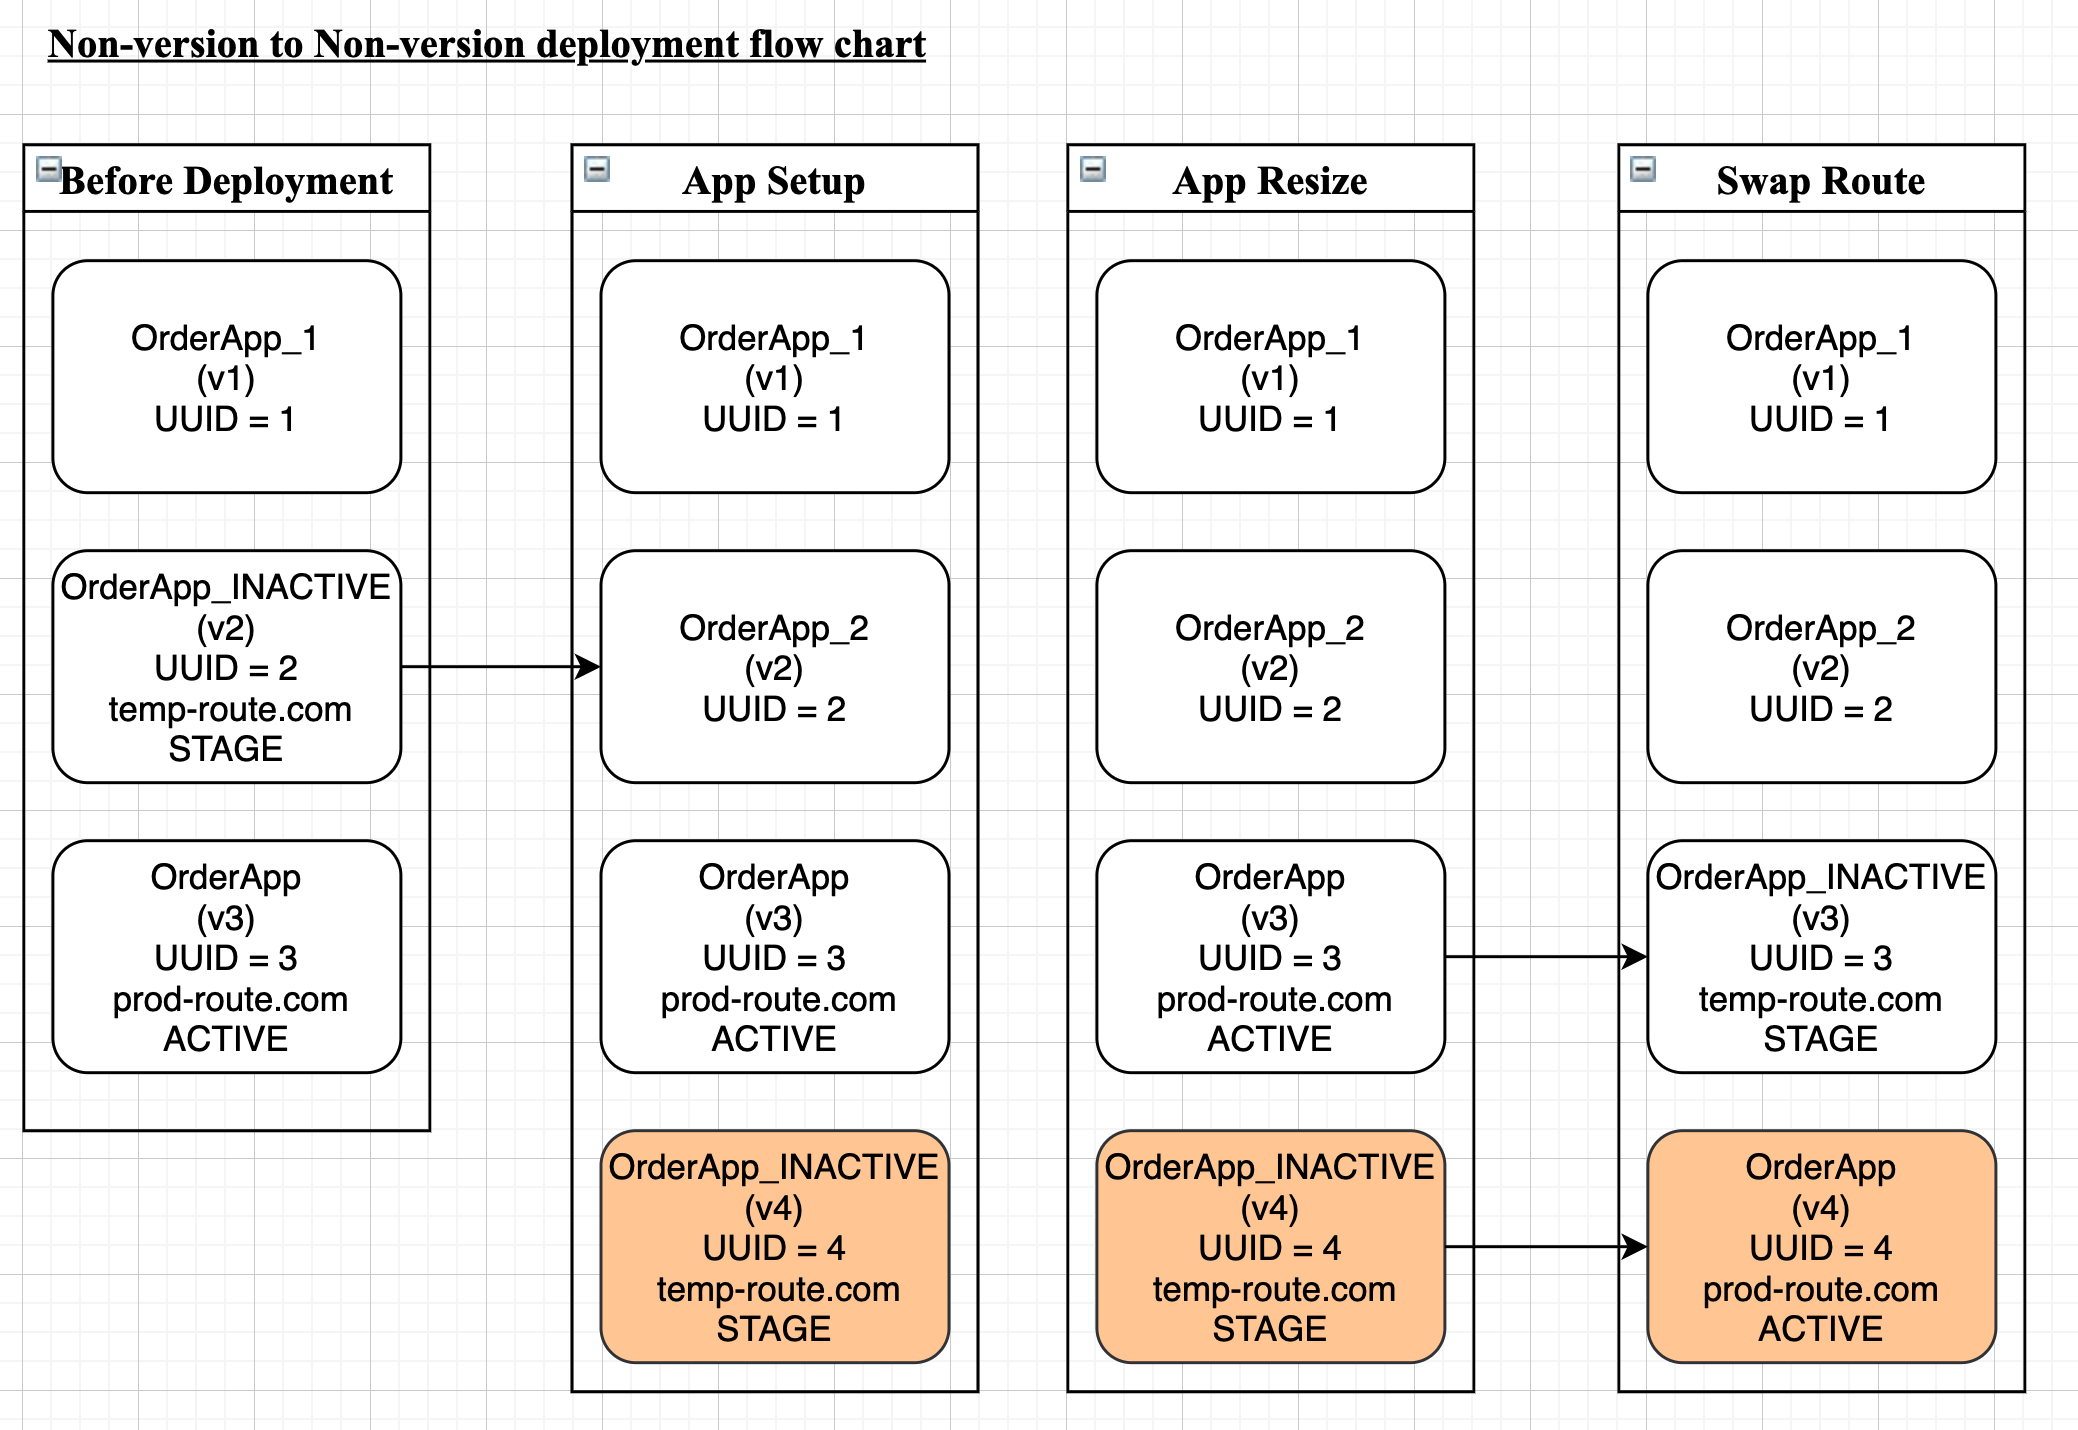 Non-version to Non-version deployment flow chart
Before Deployment
OrderApp_1
(v1)
UUID = 1
OrderApp_INACTIVE
(v2)
UUID = 2
temp-route.com
STAGE
OrderApp
(v3)
UUID = 3
prod-route.com
ACTIVE
App Setup
OrderApp_1
(v1)
UUID = 1
OrderApp_2
(v2)
UUID = 2
OrderApp
(v3)
UUID = 3
prod-route.com
ACTIVE
OrderApp_INACTIVE
(v4)
UUID = 4
temp-route.com
STAGE
App Resize
OrderApp_1
(v1)
UUID = 1
OrderApp_2
(v2)
UUID = 2
OrderApp
(v3)
UUID = 3
prod-route.com
ACTIVE
OrderApp_INACTIVE
(v4)
UUID = 4
temp-route.com
STAGE
Swap Route
OrderApp_1
(v1)
UUID = 1
OrderApp_2
(v2)
UUID = 2
OrderApp_INACTIVE
(v3)
UUID = 3
temp-route.com
STAGE
OrderApp
(v4)
UUID = 4
prod-route.com
ACTIVE